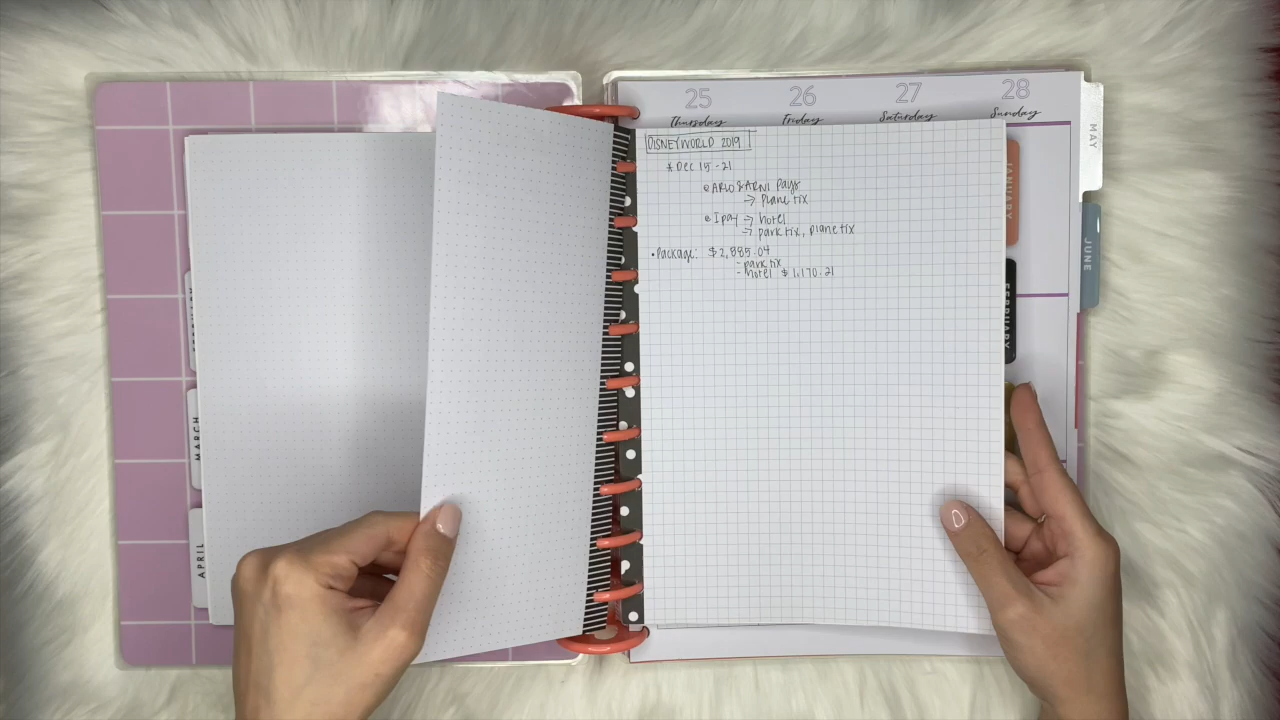 25 26 27 28
Thursday Friday Saturday Sunday
DISNEYWORLD 2019
* Dec 15-21
ARLO & ARNI Pays
→ plane tix
I pay → hotel
→ park tix, plane tix
• Package: $2,885.04
- park tix
- hotel $1,170.21
MAY
JUNE
JANUARY
FEBRUARY
MARCH
APRIL